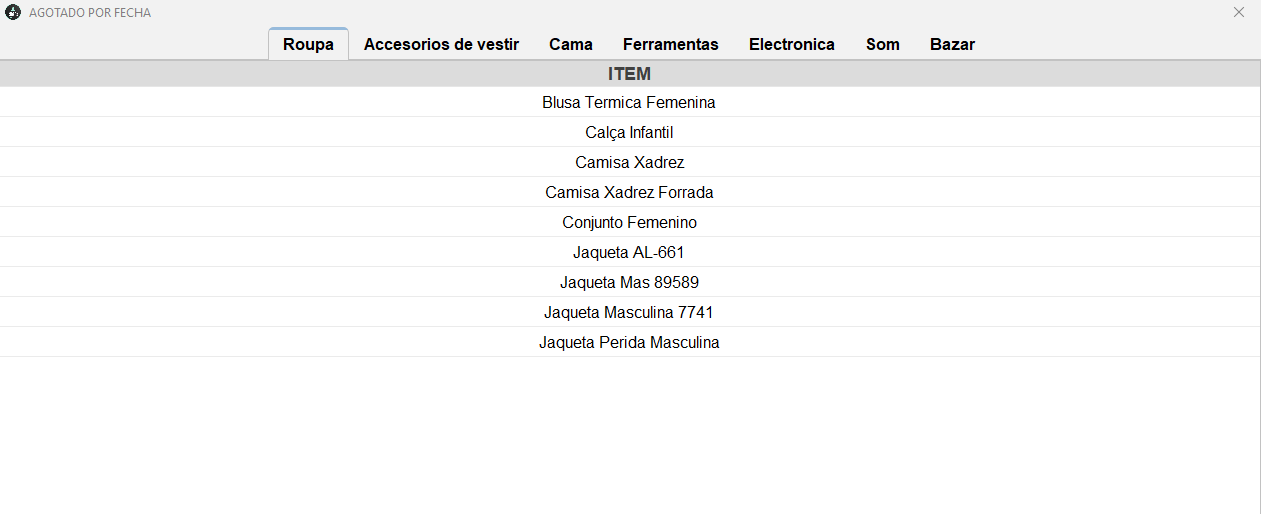 AGOTADO POR FECHA
Roupa Accesorios de vestir Cama Ferramentas Electronica Som Bazar
ITEM
Blusa Termica Femenina
Calça Infantil
Camisa Xadrez
Camisa Xadrez Forrada
Conjunto Femenino
Jaqueta AL-661
Jaqueta Mas 89589
Jaqueta Masculina 7741
Jaqueta Perida Masculina